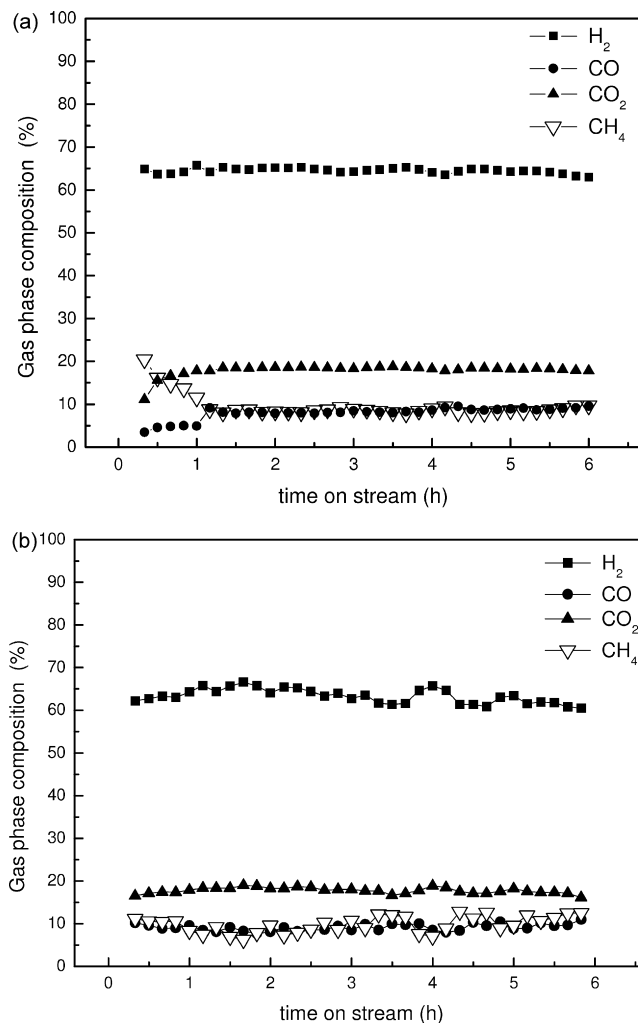 (a)
100
90
80
70
60
50
40
30
20
10
0
Gas phase composition (%)
H2
CO
CO2
CH4
0 1 2 3 4 5 6
time on stream (h)
(b)
100
90
80
70
60
50
40
30
20
10
0
Gas phase composition (%)
H2
CO
CO2
CH4
0 1 2 3 4 5 6
time on stream (h)